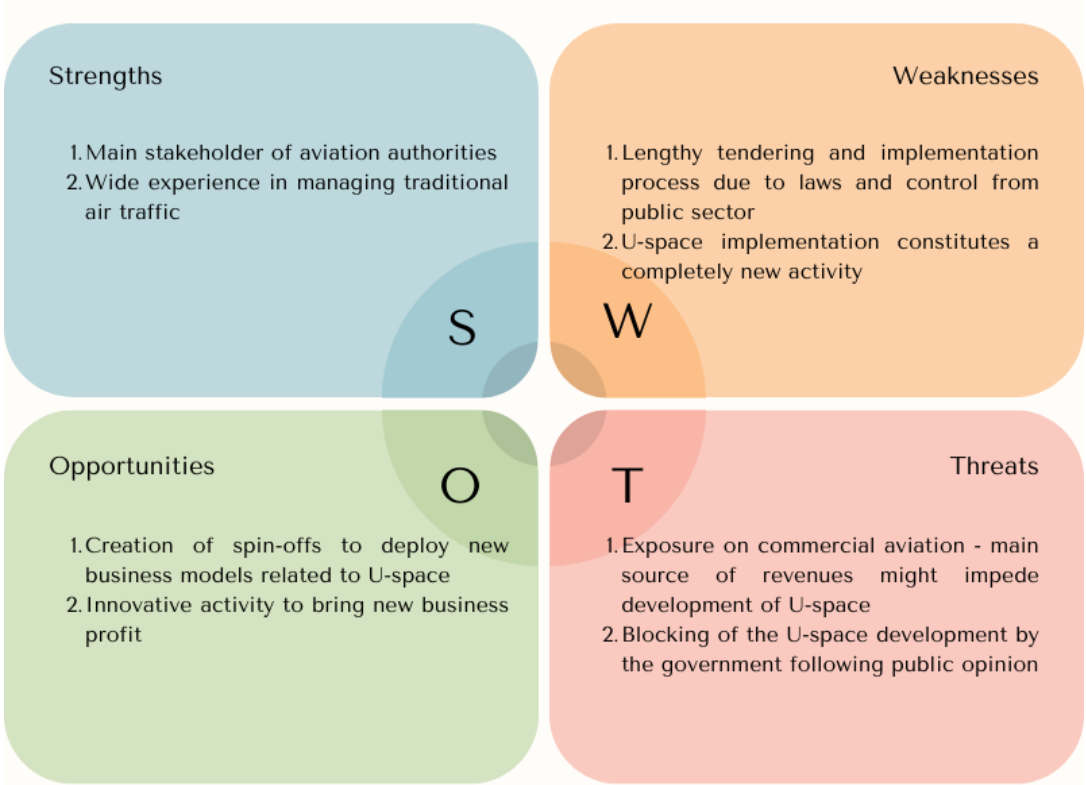 Strengths
1. Main stakeholder of aviation authorities
2. Wide experience in managing traditional
air traffic
S
Weaknesses
1. Lengthy tendering and implementation
process due to laws and control from
public sector
2. U-space implementation constitutes a
completely new activity
W
Opportunities
O
1. Creation of spin-offs to deploy new
business models related to U-space
2. Innovative activity to bring new business
profit
Threats
T
1. Exposure on commercial aviation - main
source of revenues might impede
development of U-space
2. Blocking of the U-space development by
the government following public opinion